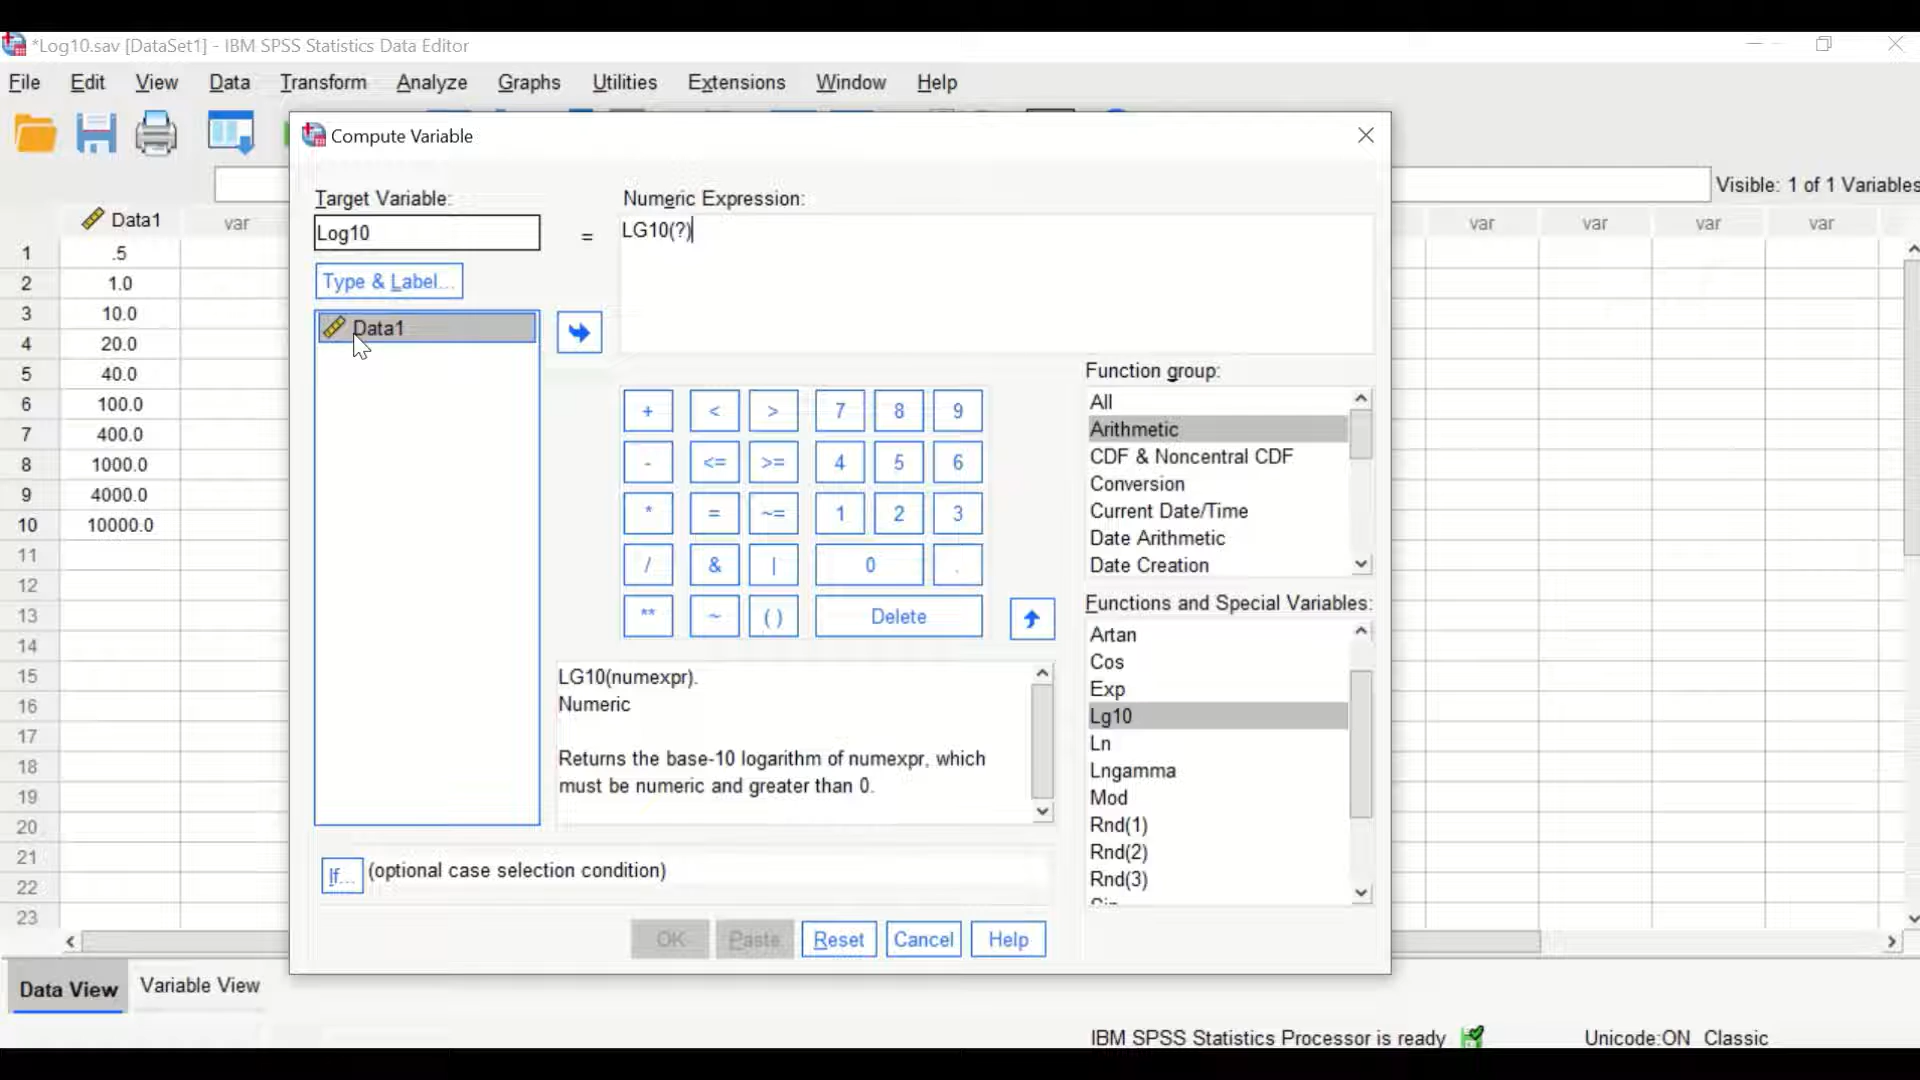 *Log10.sav [DataSet1] - IBM SPSS Statistics Data Editor
File Edit View Data Transform Analyze Graphs Utilities Extensions Window Help
Compute Variable
Visible: 1 of 1 Variables
Target Variable:
Log10
=
Numeric Expression:
LG10(?)
Type & Label...
Data1
Data1 var var var var var
1 .5
2 1.0
3 10.0
4 20.0
5 40.0
6 100.0
7 400.0
8 1000.0
9 4000.0
10 10000.0
11
12
13
14
15
16
17
18
19
20
21
22
23
+ < > 7 8 9
- <= >= 4 5 6
* = ~= 1 2 3
/ & | 0 .
** ~ ( ) Delete
Function group:
All
Arithmetic
CDF & Noncentral CDF
Conversion
Current Date/Time
Date Arithmetic
Date Creation
Functions and Special Variables:
Artan
Cos
Exp
Lg10
Ln
Lngamma
Mod
Rnd(1)
Rnd(2)
Rnd(3)
LG10(numexpr).
Numeric
Returns the base-10 logarithm of numexpr, which
must be numeric and greater than 0.
If... (optional case selection condition)
OK Paste Reset Cancel Help
Data View Variable View
IBM SPSS Statistics Processor is ready Unicode:ON Classic